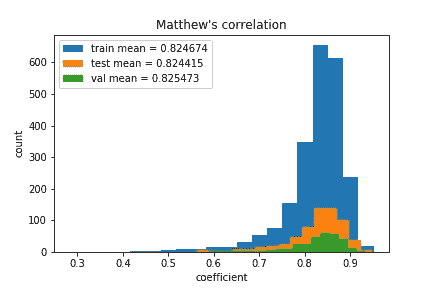 Matthew's correlation
train mean = 0.824674
test mean = 0.824415
val mean = 0.825473
count
600
500
400
300
200
100
0
0.3 0.4 0.5 0.6 0.7 0.8 0.9
coefficient